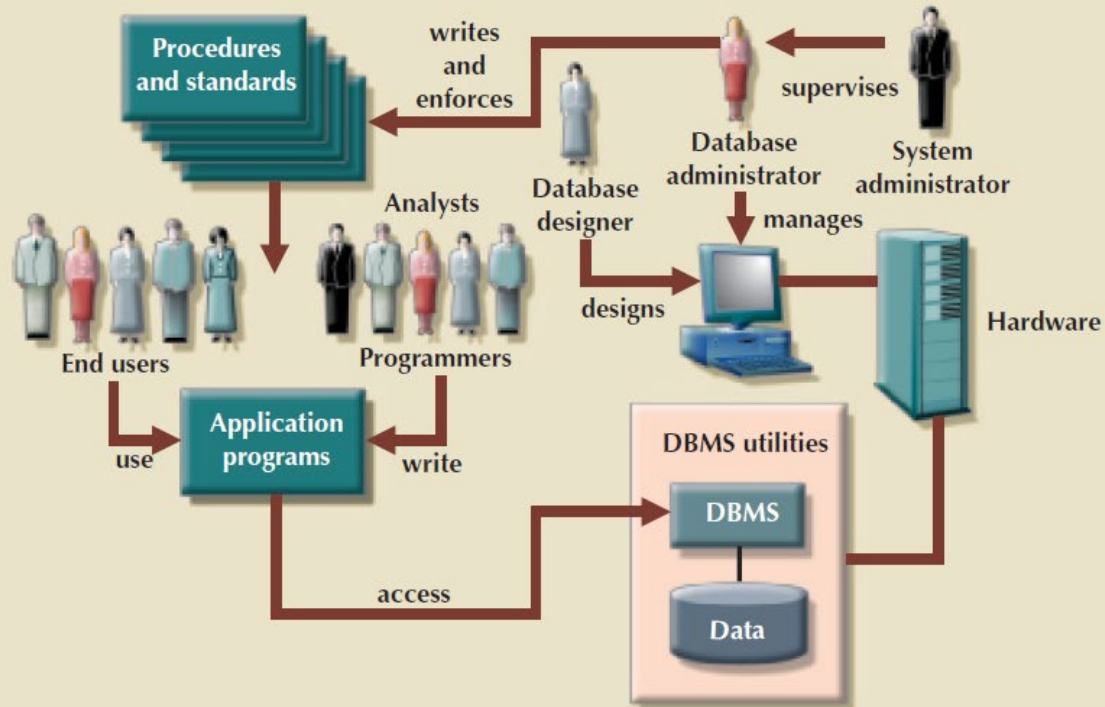 Procedures
and standards
writes
and
enforces
supervises
Database
administrator
System
administrator
Database
designer
manages
Analysts
designs
Hardware
End users
Programmers
Application
programs
use
write
DBMS utilities
DBMS
access
Data